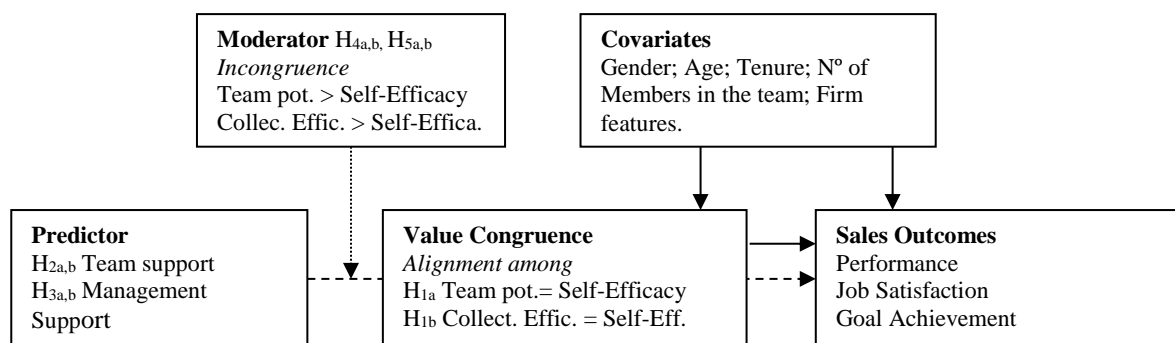 Moderator H4a,b, H5a,b
Incongruence
Team pot. > Self-Efficacy
Collec. Effic. > Self-Effica.
Covariates
Gender; Age; Tenure; Nº of
Members in the team; Firm
features.
Predictor
H2a,b Team support
H3a,b Management
Support
Value Congruence
Alignment among
H1a Team pot.= Self-Efficacy
H1b Collect. Effic. = Self-Eff.
Sales Outcomes
Performance
Job Satisfaction
Goal Achievement